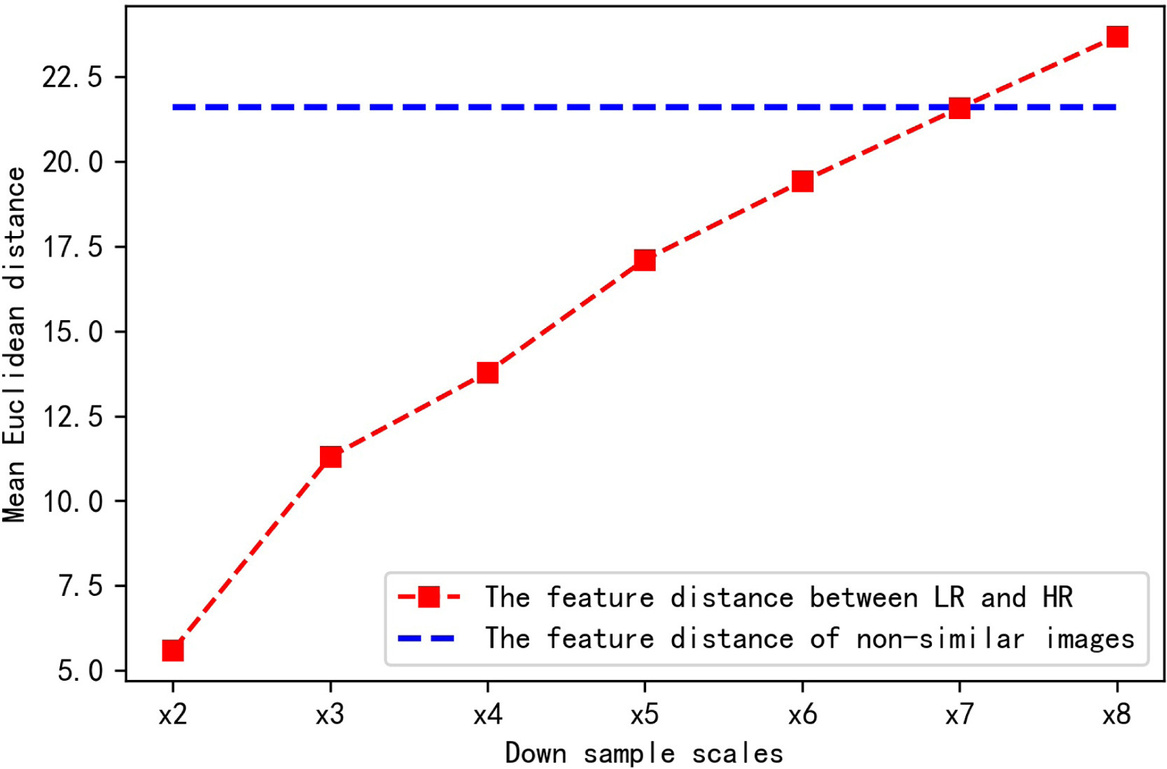 Mean Euclidean distance
22.5
20.0
17.5
15.0
12.5
10.0
7.5
5.0
The feature distance between LR and HR
The feature distance of non-similar images
x2 x3 x4 x5 x6 x7 x8
Down sample scales